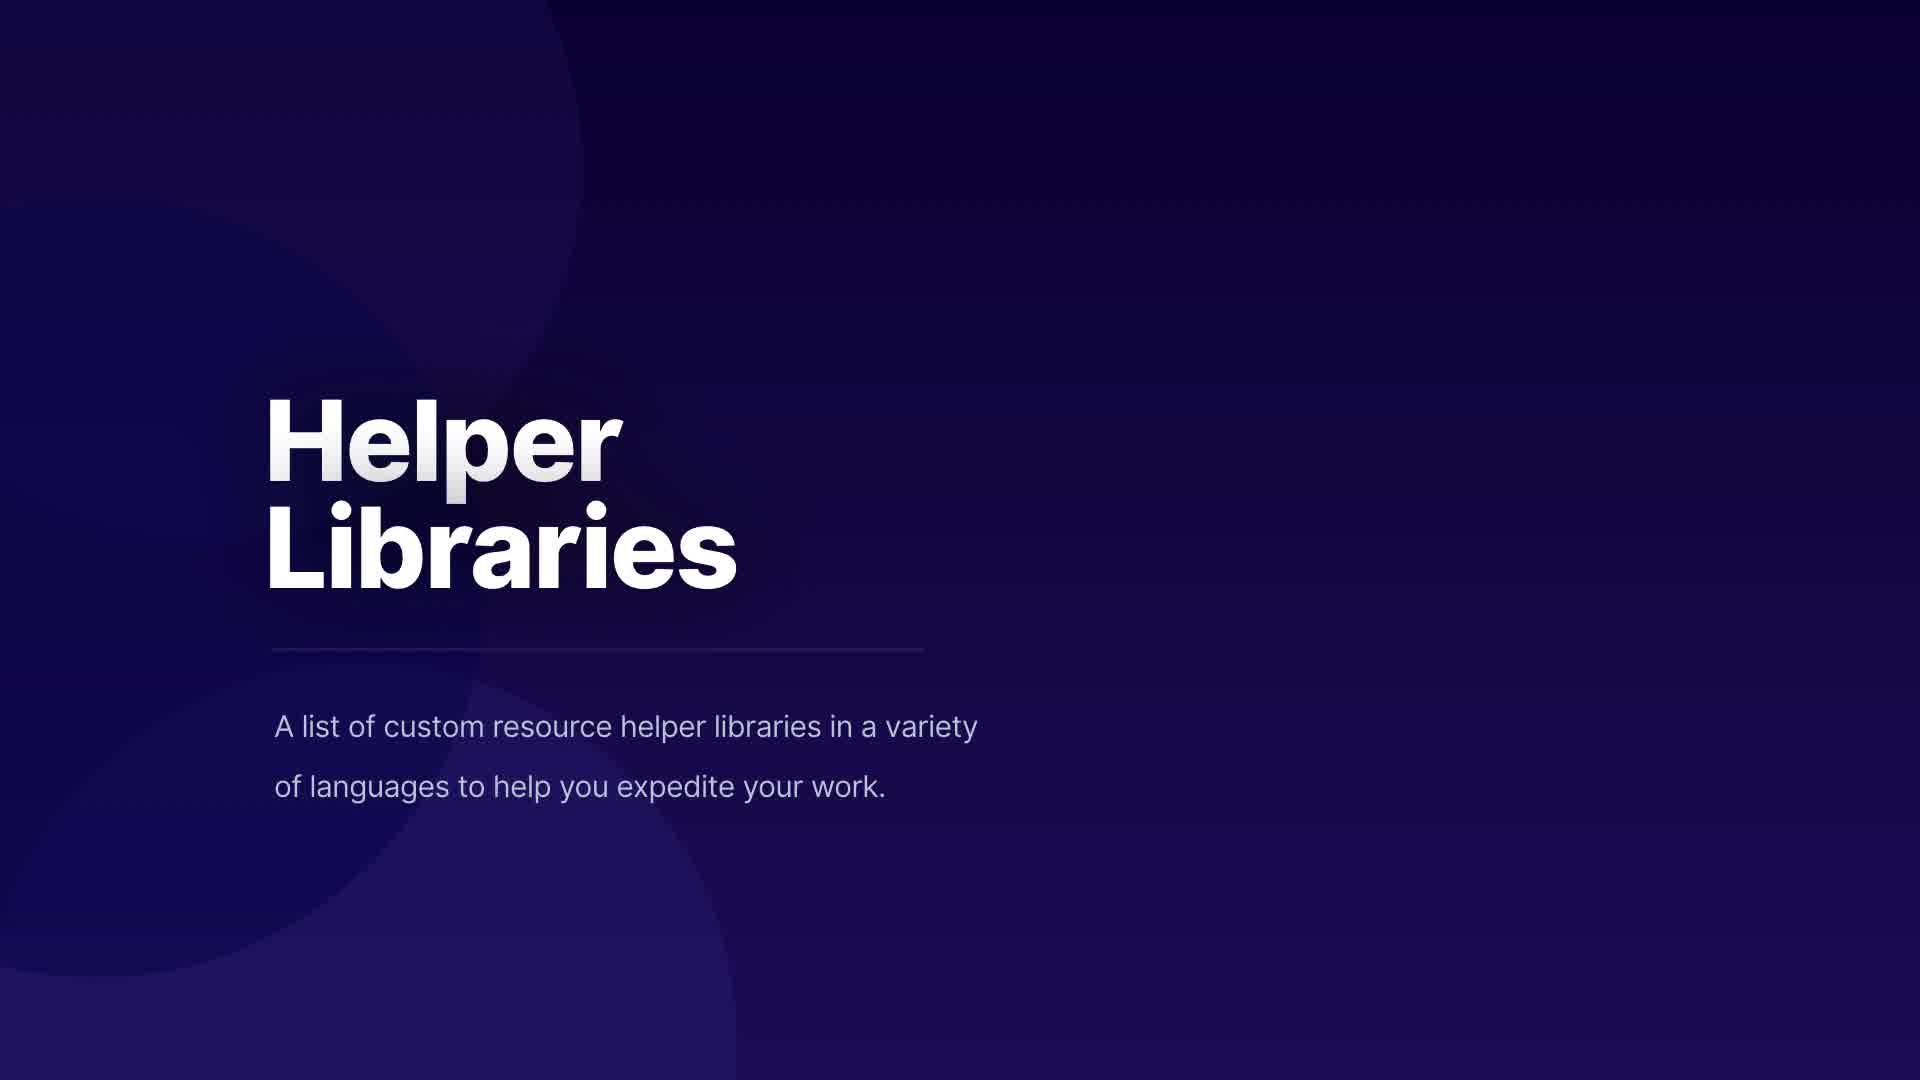 Helper
Libraries
A list of custom resource helper libraries in a variety
of languages to help you expedite your work.